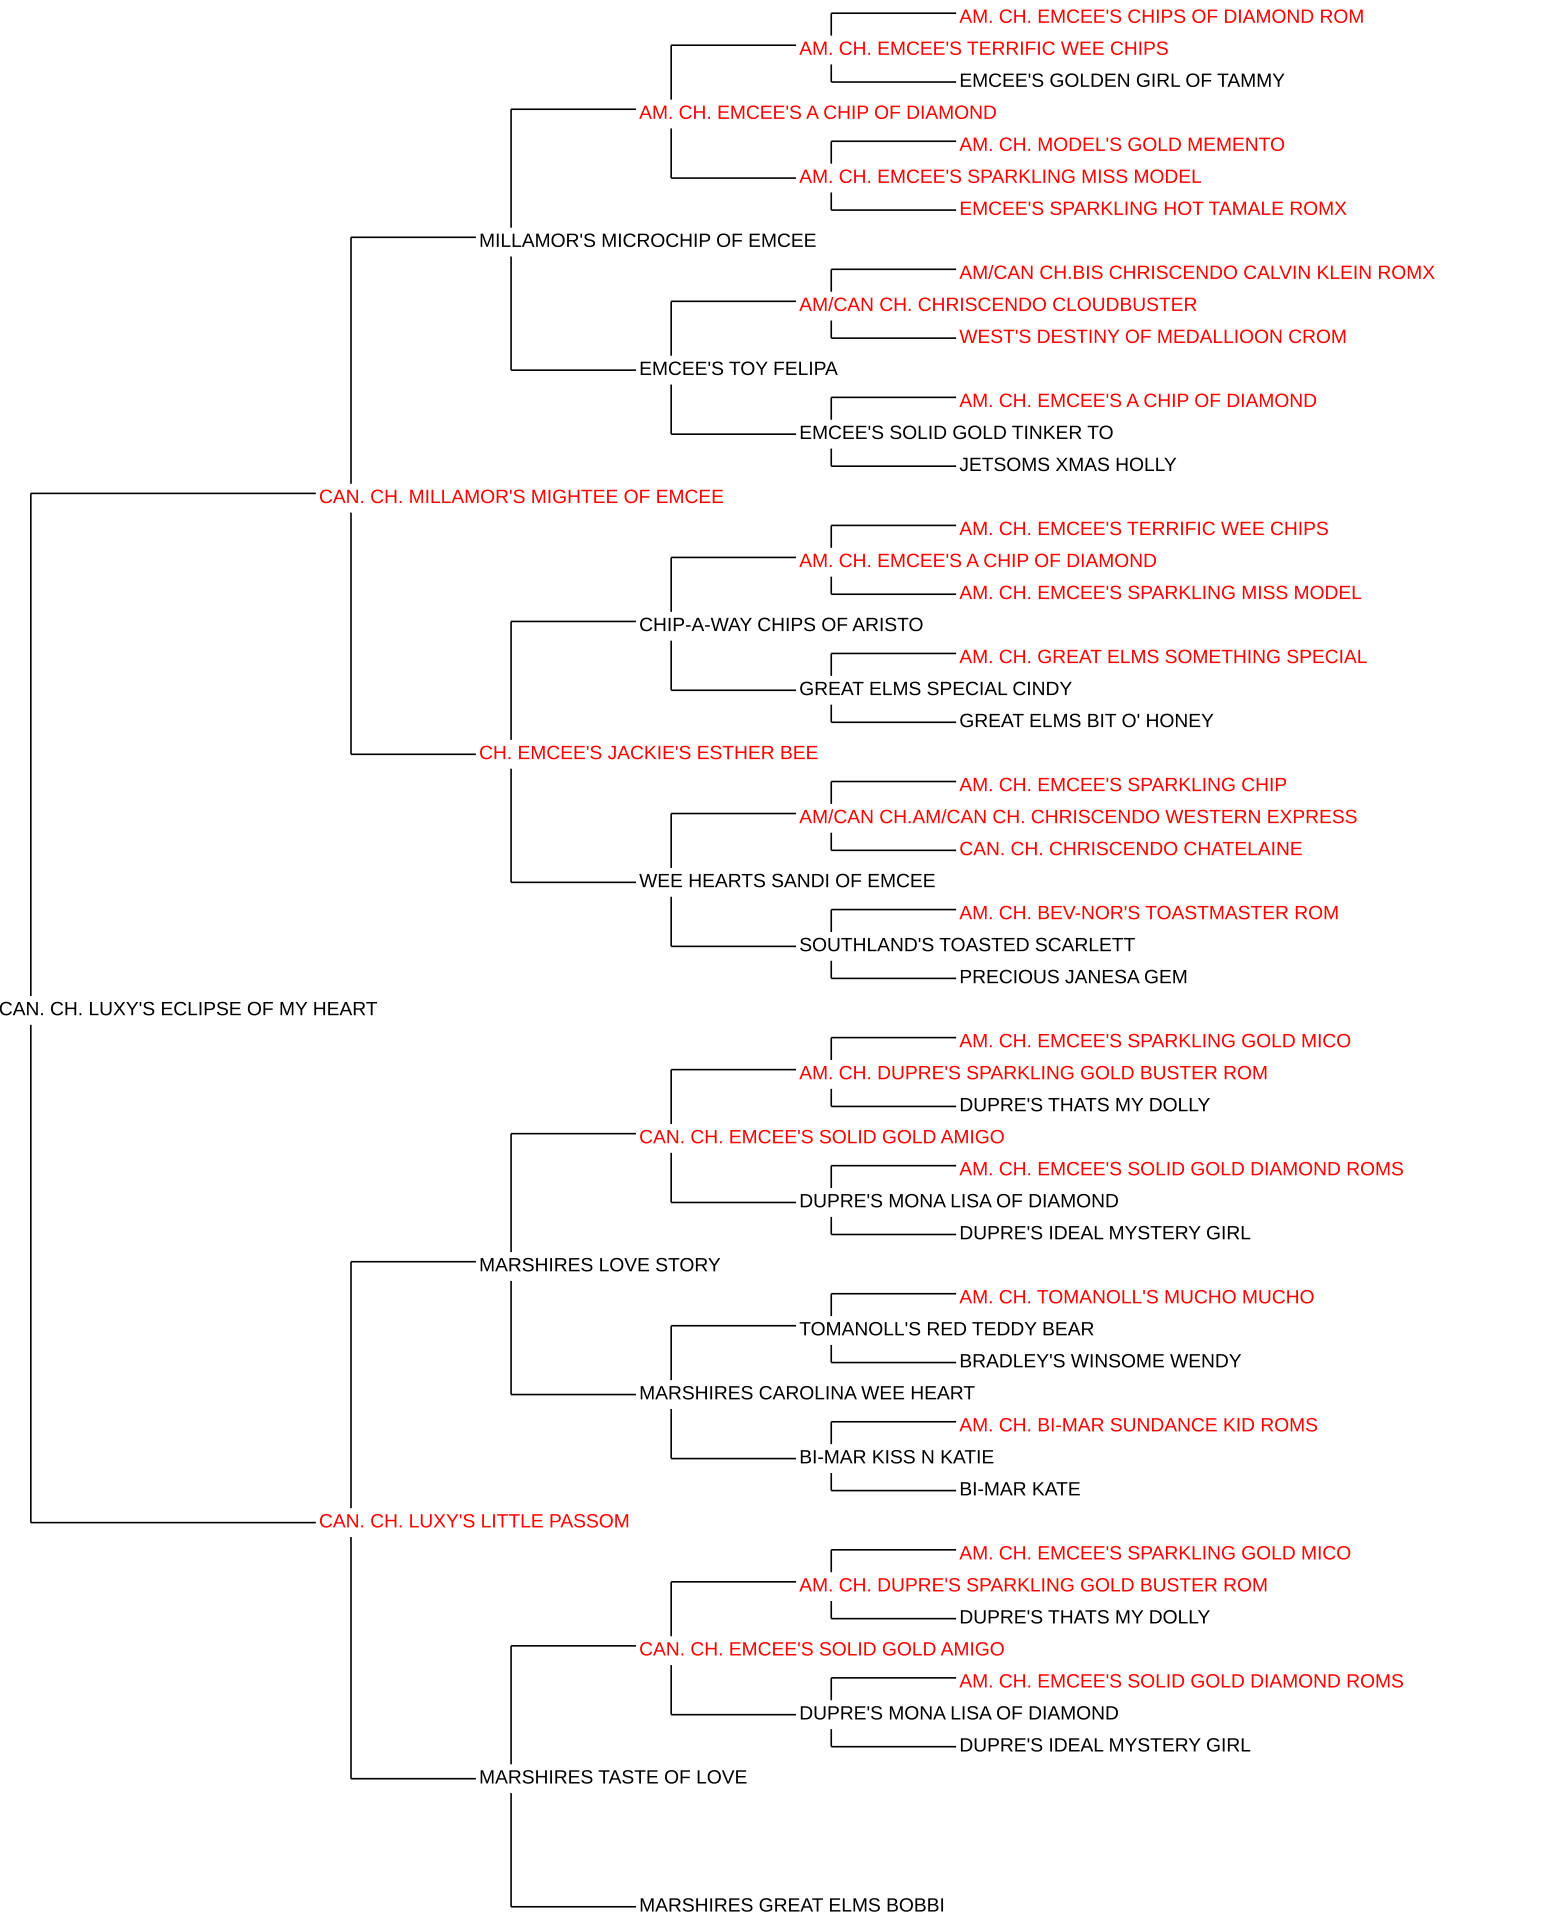 AM. CH. EMCEE'S CHIPS OF DIAMOND ROM
AM. CH. EMCEE'S TERRIFIC WEE CHIPS
EMCEE'S GOLDEN GIRL OF TAMMY
AM. CH. EMCEE'S A CHIP OF DIAMOND
AM. CH. MODEL'S GOLD MEMENTO
AM. CH. EMCEE'S SPARKLING MISS MODEL
EMCEE'S SPARKLING HOT TAMALE ROMX
MILLAMOR'S MICROCHIP OF EMCEE
AM/CAN CH.BIS CHRISCENDO CALVIN KLEIN ROMX
AM/CAN CH. CHRISCENDO CLOUDBUSTER
WEST'S DESTINY OF MEDALLIOON CROM
EMCEE'S TOY FELIPA
AM. CH. EMCEE'S A CHIP OF DIAMOND
EMCEE'S SOLID GOLD TINKER TO
JETSOMS XMAS HOLLY
CAN. CH. MILLAMOR'S MIGHTEE OF EMCEE
AM. CH. EMCEE'S TERRIFIC WEE CHIPS
AM. CH. EMCEE'S A CHIP OF DIAMOND
AM. CH. EMCEE'S SPARKLING MISS MODEL
CHIP-A-WAY CHIPS OF ARISTO
AM. CH. GREAT ELMS SOMETHING SPECIAL
GREAT ELMS SPECIAL CINDY
GREAT ELMS BIT O' HONEY
CH. EMCEE'S JACKIE'S ESTHER BEE
AM. CH. EMCEE'S SPARKLING CHIP
AM/CAN CH.AM/CAN CH. CHRISCENDO WESTERN EXPRESS
CAN. CH. CHRISCENDO CHATELAINE
WEE HEARTS SANDI OF EMCEE
AM. CH. BEV-NOR'S TOASTMASTER ROM
SOUTHLAND'S TOASTED SCARLETT
PRECIOUS JANESA GEM
CAN. CH. LUXY'S ECLIPSE OF MY HEART
AM. CH. EMCEE'S SPARKLING GOLD MICO
AM. CH. DUPRE'S SPARKLING GOLD BUSTER ROM
DUPRE'S THATS MY DOLLY
CAN. CH. EMCEE'S SOLID GOLD AMIGO
AM. CH. EMCEE'S SOLID GOLD DIAMOND ROMS
DUPRE'S MONA LISA OF DIAMOND
DUPRE'S IDEAL MYSTERY GIRL
MARSHIRES LOVE STORY
AM. CH. TOMANOLL'S MUCHO MUCHO
TOMANOLL'S RED TEDDY BEAR
BRADLEY'S WINSOME WENDY
MARSHIRES CAROLINA WEE HEART
AM. CH. BI-MAR SUNDANCE KID ROMS
BI-MAR KISS N KATIE
BI-MAR KATE
CAN. CH. LUXY'S LITTLE PASSOM
AM. CH. EMCEE'S SPARKLING GOLD MICO
AM. CH. DUPRE'S SPARKLING GOLD BUSTER ROM
DUPRE'S THATS MY DOLLY
CAN. CH. EMCEE'S SOLID GOLD AMIGO
AM. CH. EMCEE'S SOLID GOLD DIAMOND ROMS
DUPRE'S MONA LISA OF DIAMOND
DUPRE'S IDEAL MYSTERY GIRL
MARSHIRES TASTE OF LOVE
MARSHIRES GREAT ELMS BOBBI